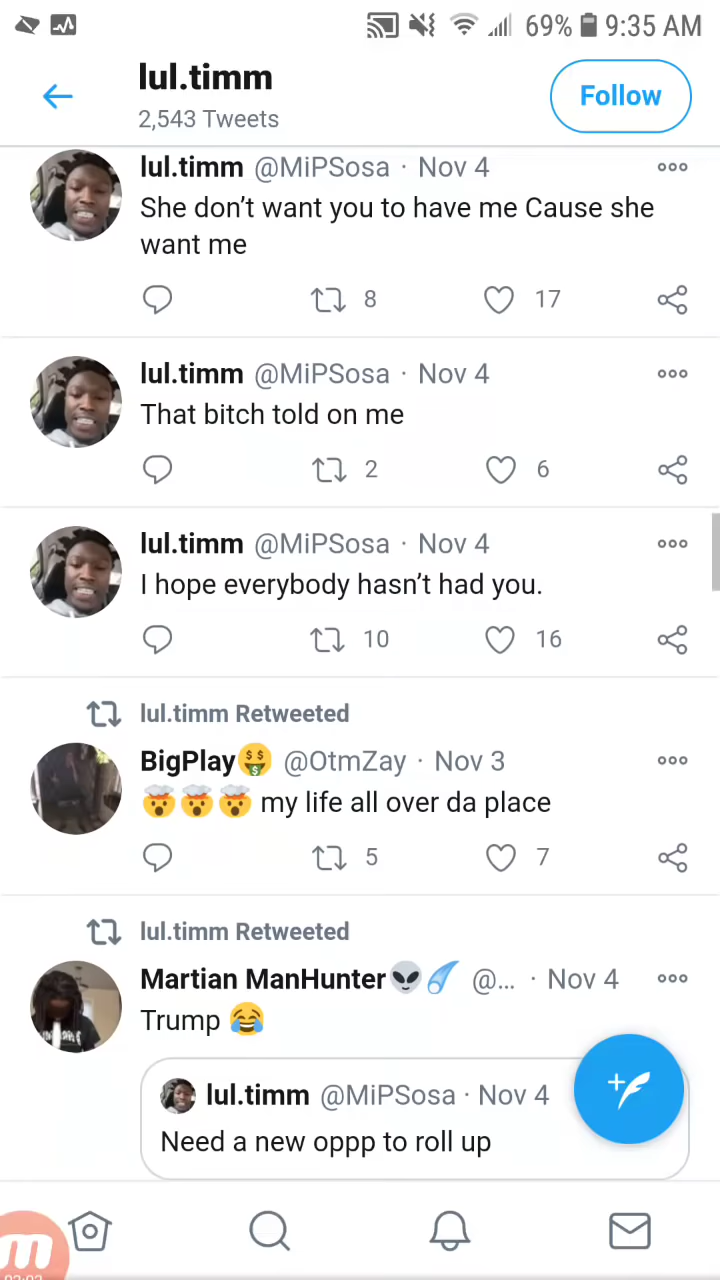 69% 9:35 AM
lul.timm
2,543 Tweets
Follow
lul.timm @MiPSosa · Nov 4
She don’t want you to have me Cause she
want me
8 17
lul.timm @MiPSosa · Nov 4
That bitch told on me
2 6
lul.timm @MiPSosa · Nov 4
I hope everybody hasn’t had you.
10 16
lul.timm Retweeted
BigPlay🤑 @OtmZay · Nov 3
🤯🤯🤯 my life all over da place
5 7
lul.timm Retweeted
Martian ManHunter👽☄️ @... · Nov 4
Trump 😂
lul.timm @MiPSosa · Nov 4
Need a new oppp to roll up
m